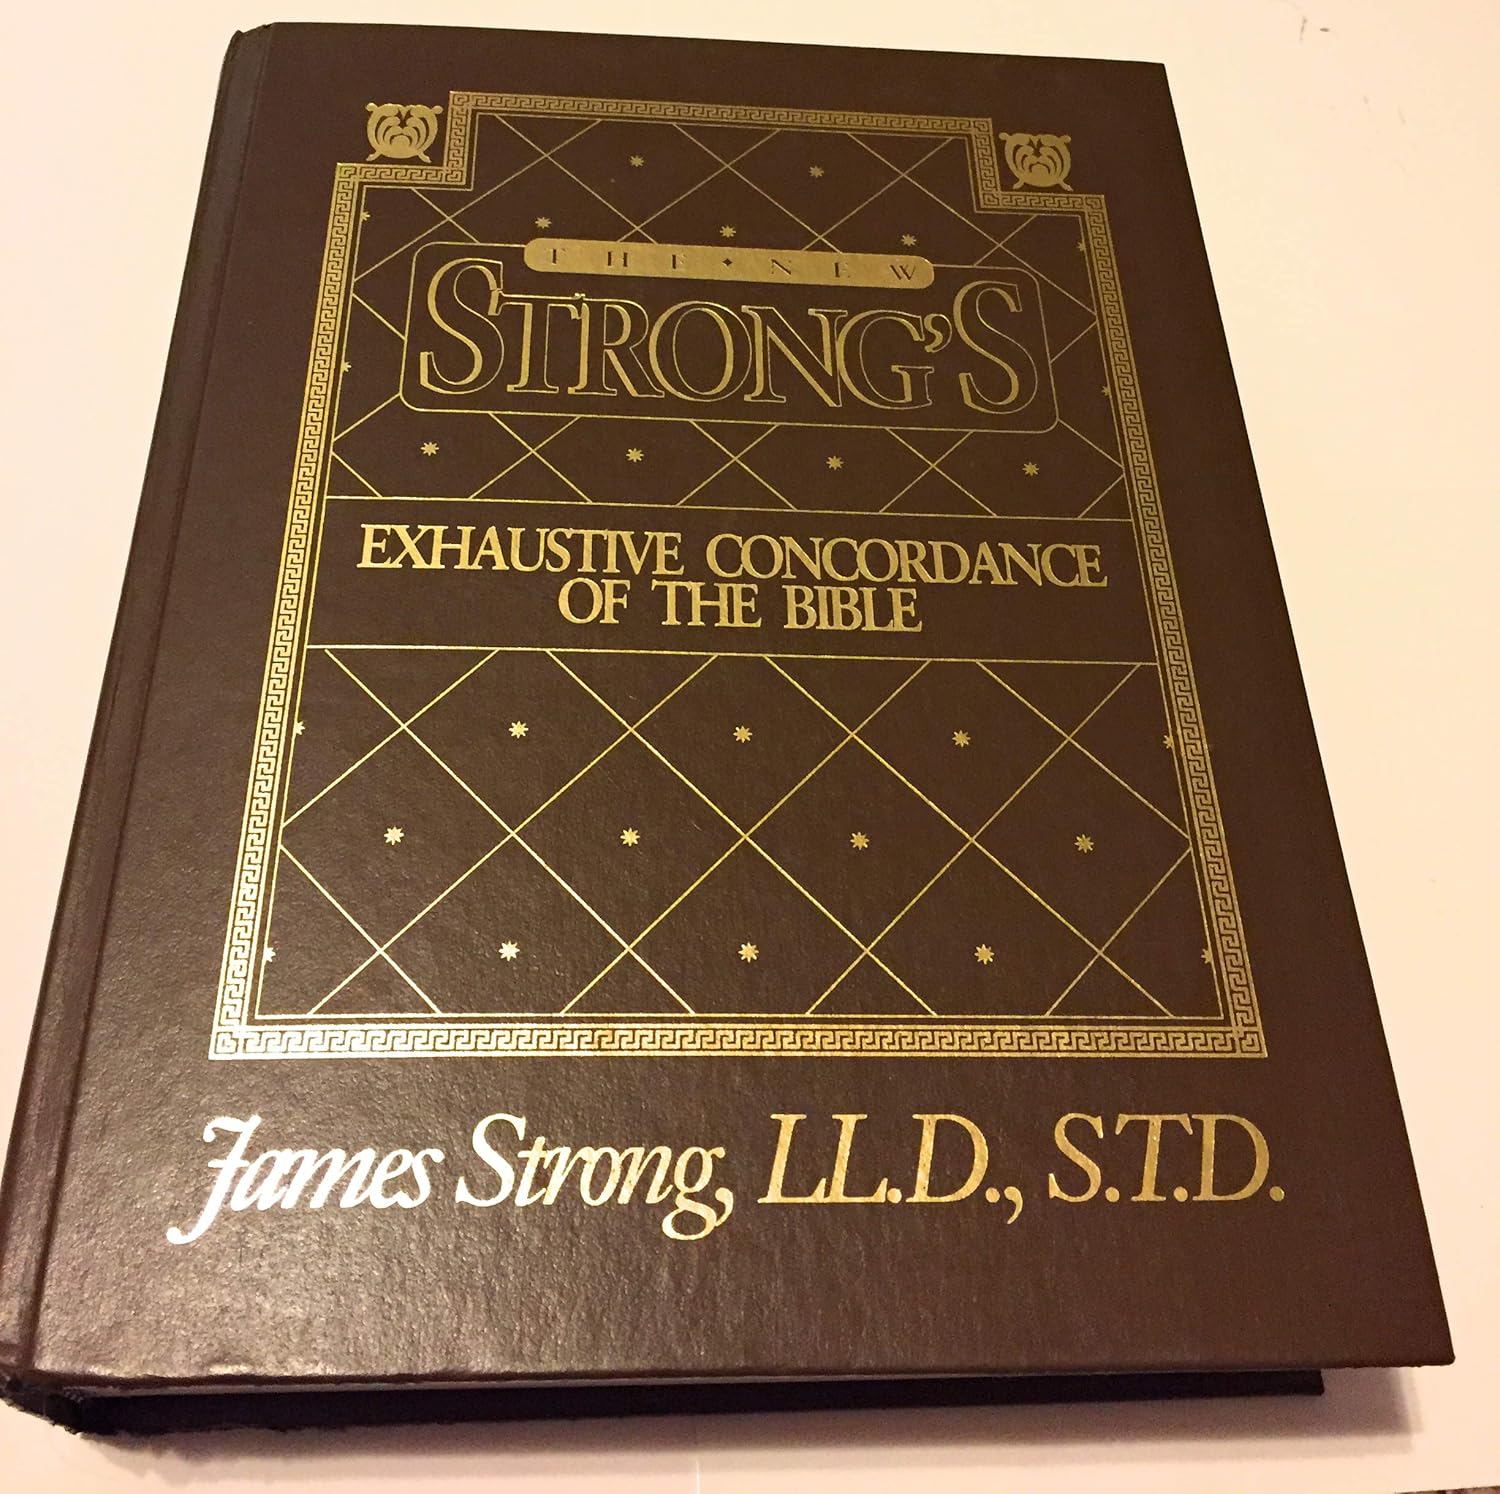 THE • NEW
STRONG'S
EXHAUSTIVE CONCORDANCE
OF THE BIBLE
James Strong, LL.D., S.T.D.